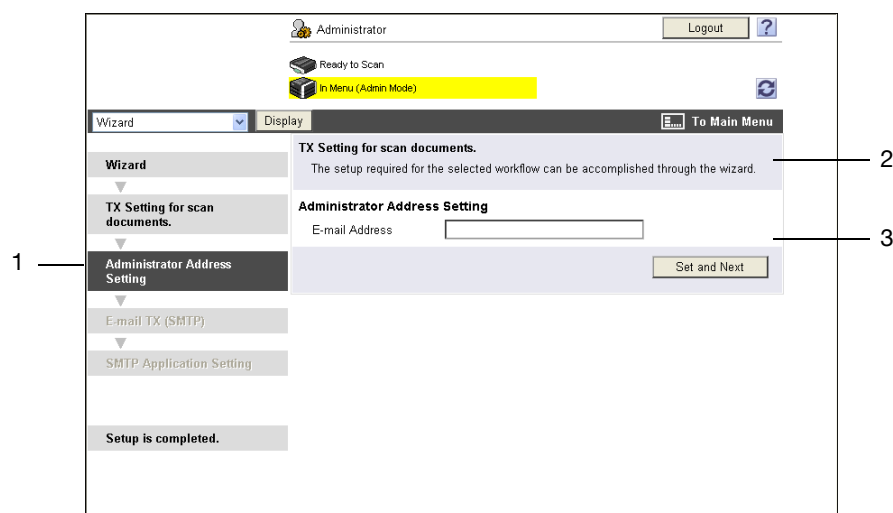 Administrator
Logout
?
Ready to Scan
In Menu (Admin Mode)
Wizard
Display
To Main Menu
Wizard
TX Setting for scan
documents.
Administrator Address
Setting
E-mail TX (SMTP)
SMTP Application Setting
Setup is completed.
TX Setting for scan documents.
The setup required for the selected workflow can be accomplished through the wizard.
Administrator Address Setting
E-mail Address
Set and Next
1
2
3